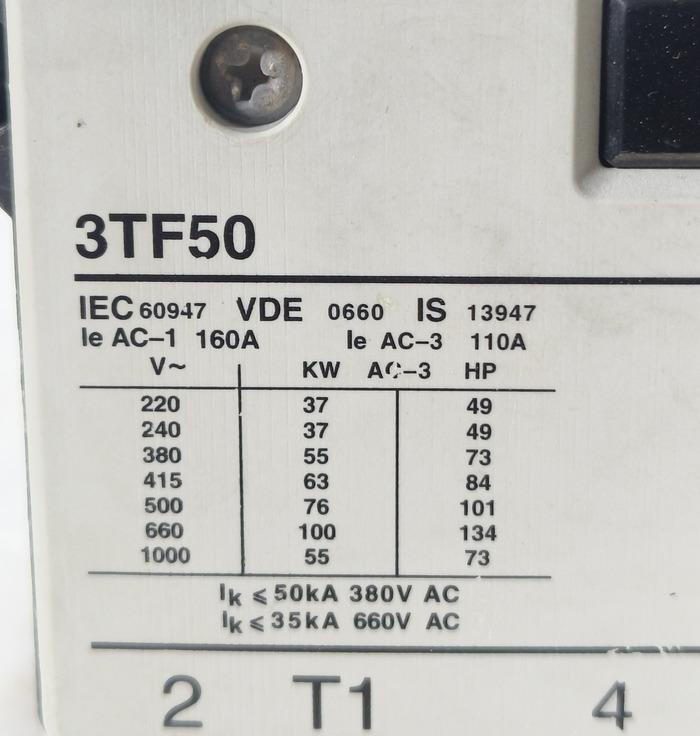 3TF50
IEC 60947 VDE 0660 IS 13947
Ie AC-1 160A Ie AC-3 110A
V~ KW AC-3 HP
220 37 49
240 37 49
380 55 73
415 63 84
500 76 101
660 100 134
1000 55 73
Ik ⩽ 50kA 380V AC
Ik ⩽ 35kA 660V AC
2 T1 4